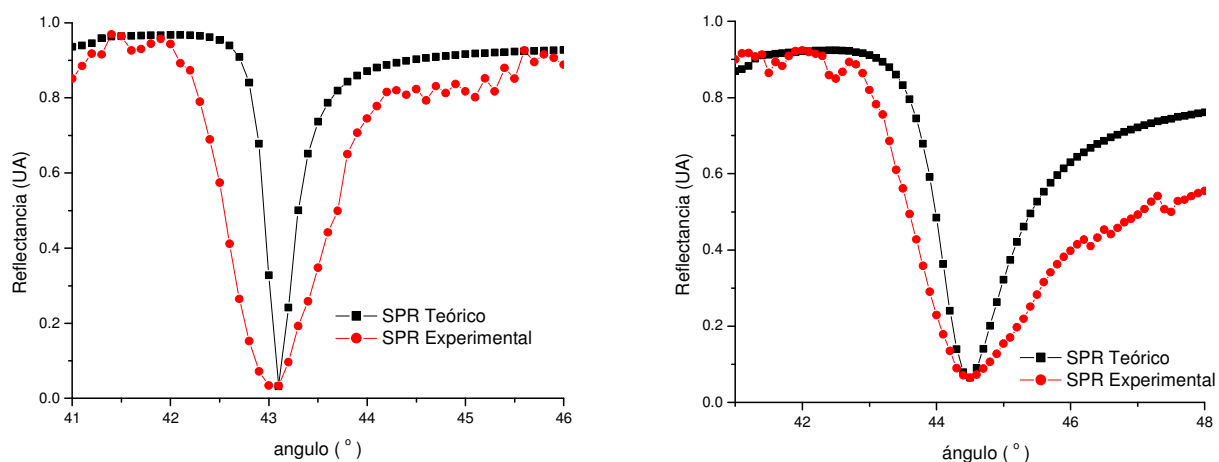 Reflectancia (UA)
1.0
0.8
0.6
0.4
0.2
0.0
SPR Teórico
SPR Experimental
41 42 43 44 45 46
angulo ( º )
Reflectancia (UA)
1.0
0.8
0.6
0.4
0.2
0.0
SPR Teórico
SPR Experimental
42 44 46 48
ángulo ( º )